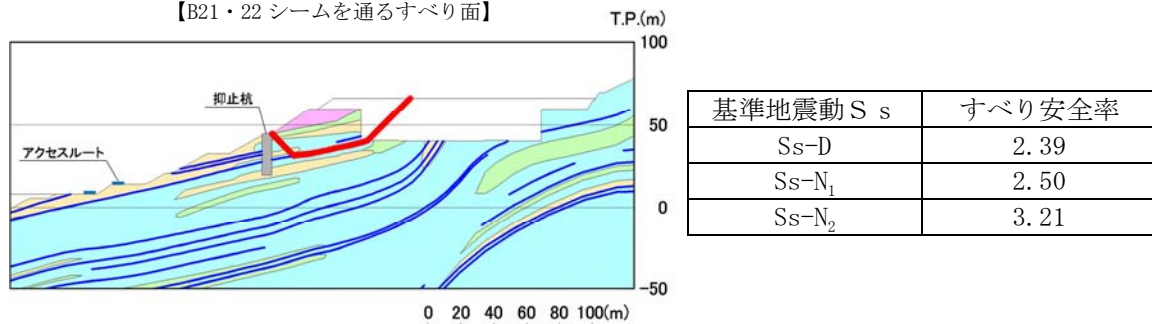 【B21・22 シームを通るすべり面】
T.P.(m)
100
抑止杭
50
アクセスルート
0
-50
0 20 40 60 80 100(m)
基準地震動Ｓｓ すべり安全率
Ss-D 2.39
Ss-N₁ 2.50
Ss-N₂ 3.21